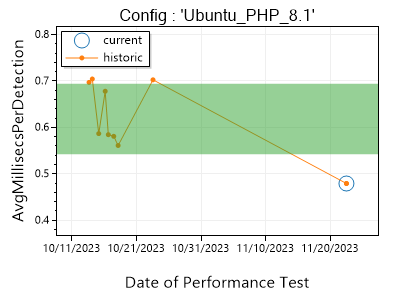 Config : 'Ubuntu_PHP_8.1'
0.8
current
historic
0.7
0.6
0.5
0.4
AvgMillisecsPerDetection
10/11/2023 10/21/2023 10/31/2023 11/10/2023 11/20/2023
Date of Performance Test